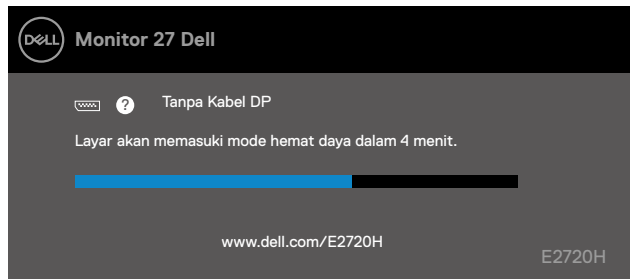 DELL
Monitor 27 Dell
? Tanpa Kabel DP
Layar akan memasuki mode hemat daya dalam 4 menit.
www.dell.com/E2720H
E2720H